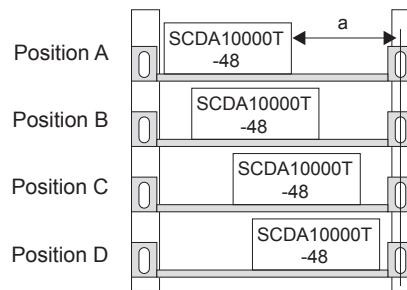 SCDA10000T
-48
a
Position A
SCDA10000T
-48
Position B
SCDA10000T
-48
Position C
SCDA10000T
-48
Position D